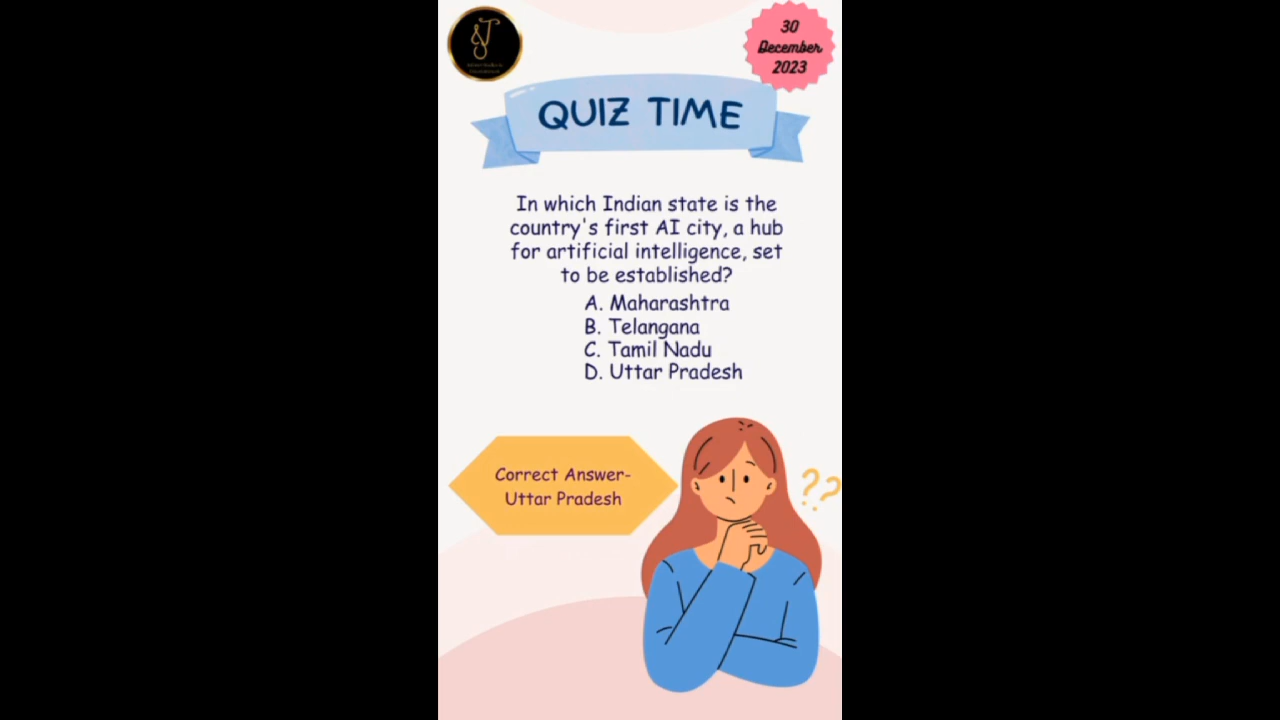 30
December
2023
QUIZ TIME
In which Indian state is the
country's first AI city, a hub
for artificial intelligence, set
to be established?
A. Maharashtra
B. Telangana
C. Tamil Nadu
D. Uttar Pradesh
Correct Answer-
Uttar Pradesh
??